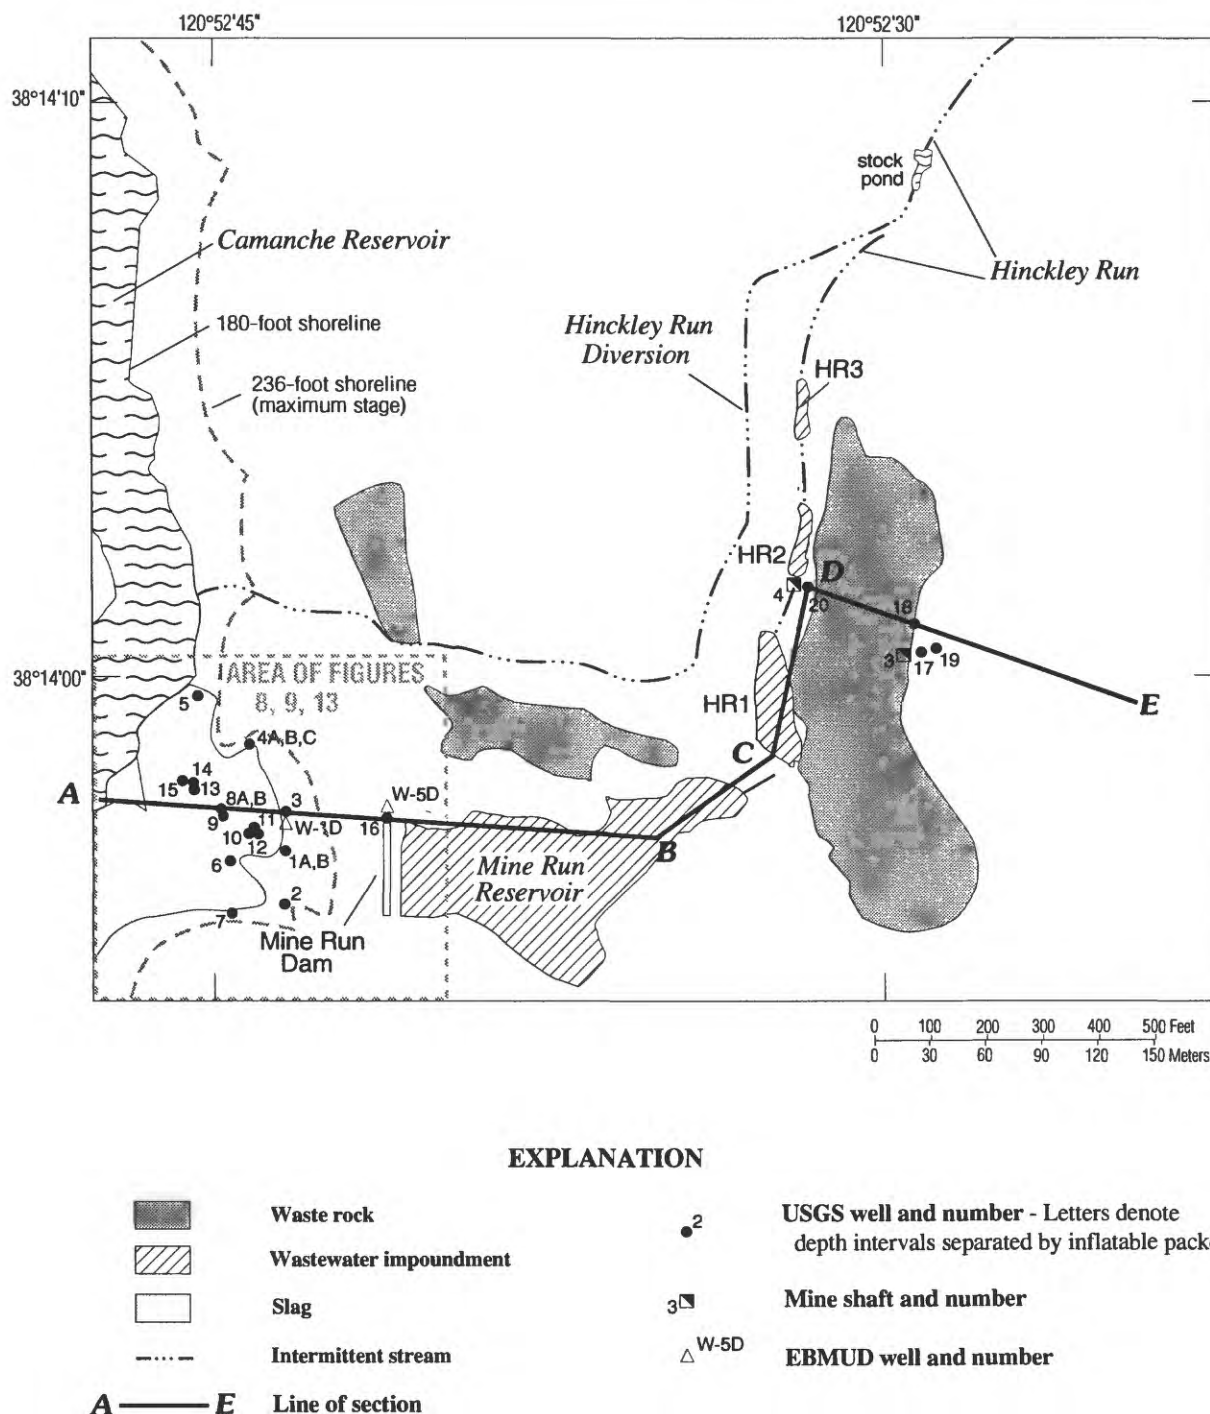 120°52'45"
120°52'30"
38°14'10"
stock
pond
Camanche Reservoir
Hinckley Run
180-foot shoreline
Hinckley Run
Diversion
HR3
236-foot shoreline
(maximum stage)
HR2
D
4
20
18
38°14'00"
AREA OF FIGURES
8, 9, 13
3
17
19
5
HR1
E
4A,B,C
C
14
15
13
A
8A,B
3
W-5D
9
11
W-1D
16
10
12
B
6
1A,B
Mine Run
Reservoir
2
7
Mine Run
Dam
0 100 200 300 400 500 Feet
0 30 60 90 120 150 Meters
EXPLANATION
Waste rock
Wastewater impoundment
Slag
Intermittent stream
A E Line of section
2 USGS well and number - Letters denote
depth intervals separated by inflatable pack
3 Mine shaft and number
W-5D EBMUD well and number